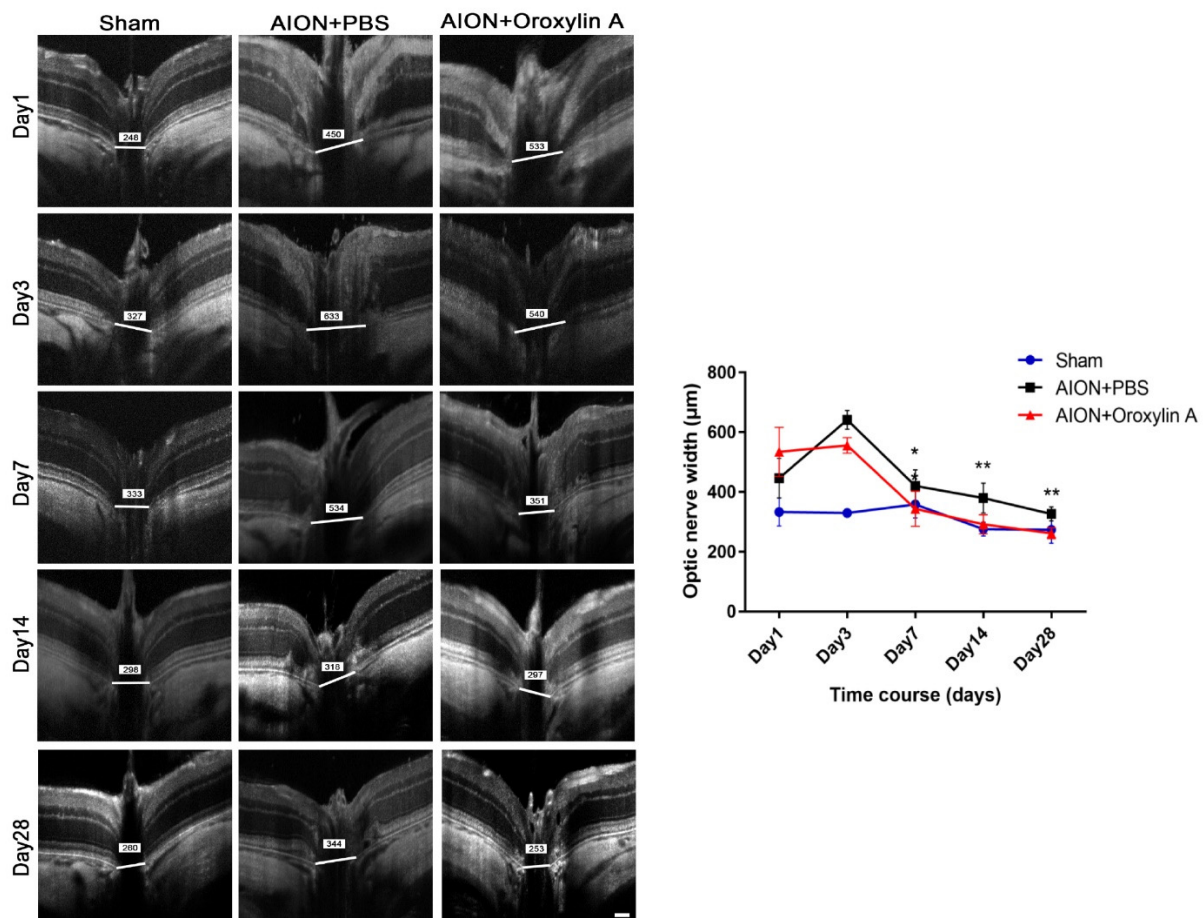 Sham AION+PBS AION+Oroxylin A
Day1
248 450 533
Day3
327 633 540
Day7
333 534 351
Day14
298 318 297
Day28
280 344 253
Sham
AION+PBS
AION+Oroxylin A
Optic nerve width (µm)
800
600
400
200
0
* ** **
Day1 Day3 Day7 Day14 Day28
Time course (days)